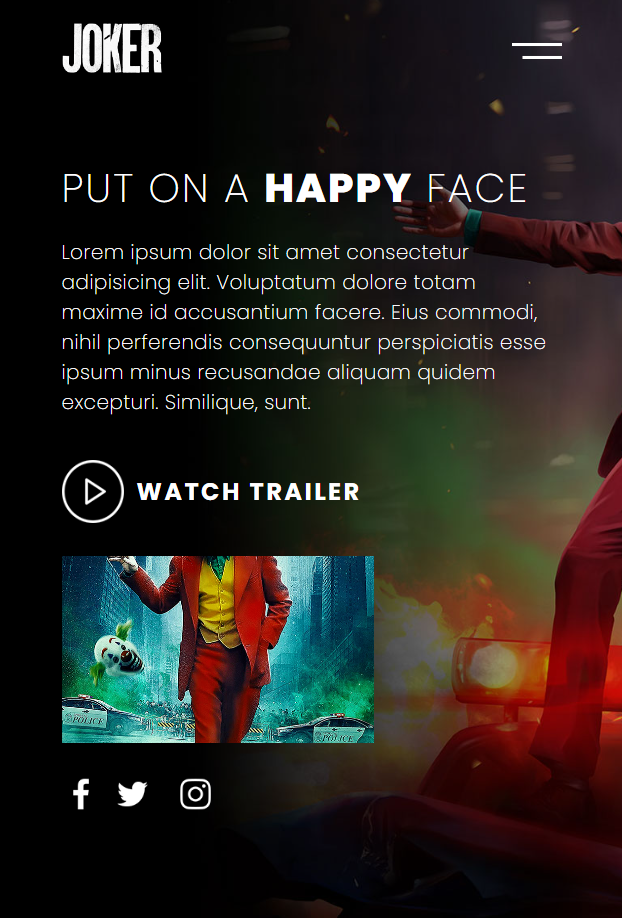 JOKER
PUT ON A HAPPY FACE
Lorem ipsum dolor sit amet consectetur
adipisicing elit. Voluptatum dolore totam
maxime id accusantium facere. Eius commodi,
nihil perferendis consequuntur perspiciatis esse
ipsum minus recusandae aliquam quidem
excepturi. Similique, sunt.
WATCH TRAILER
POLICE
POLICE